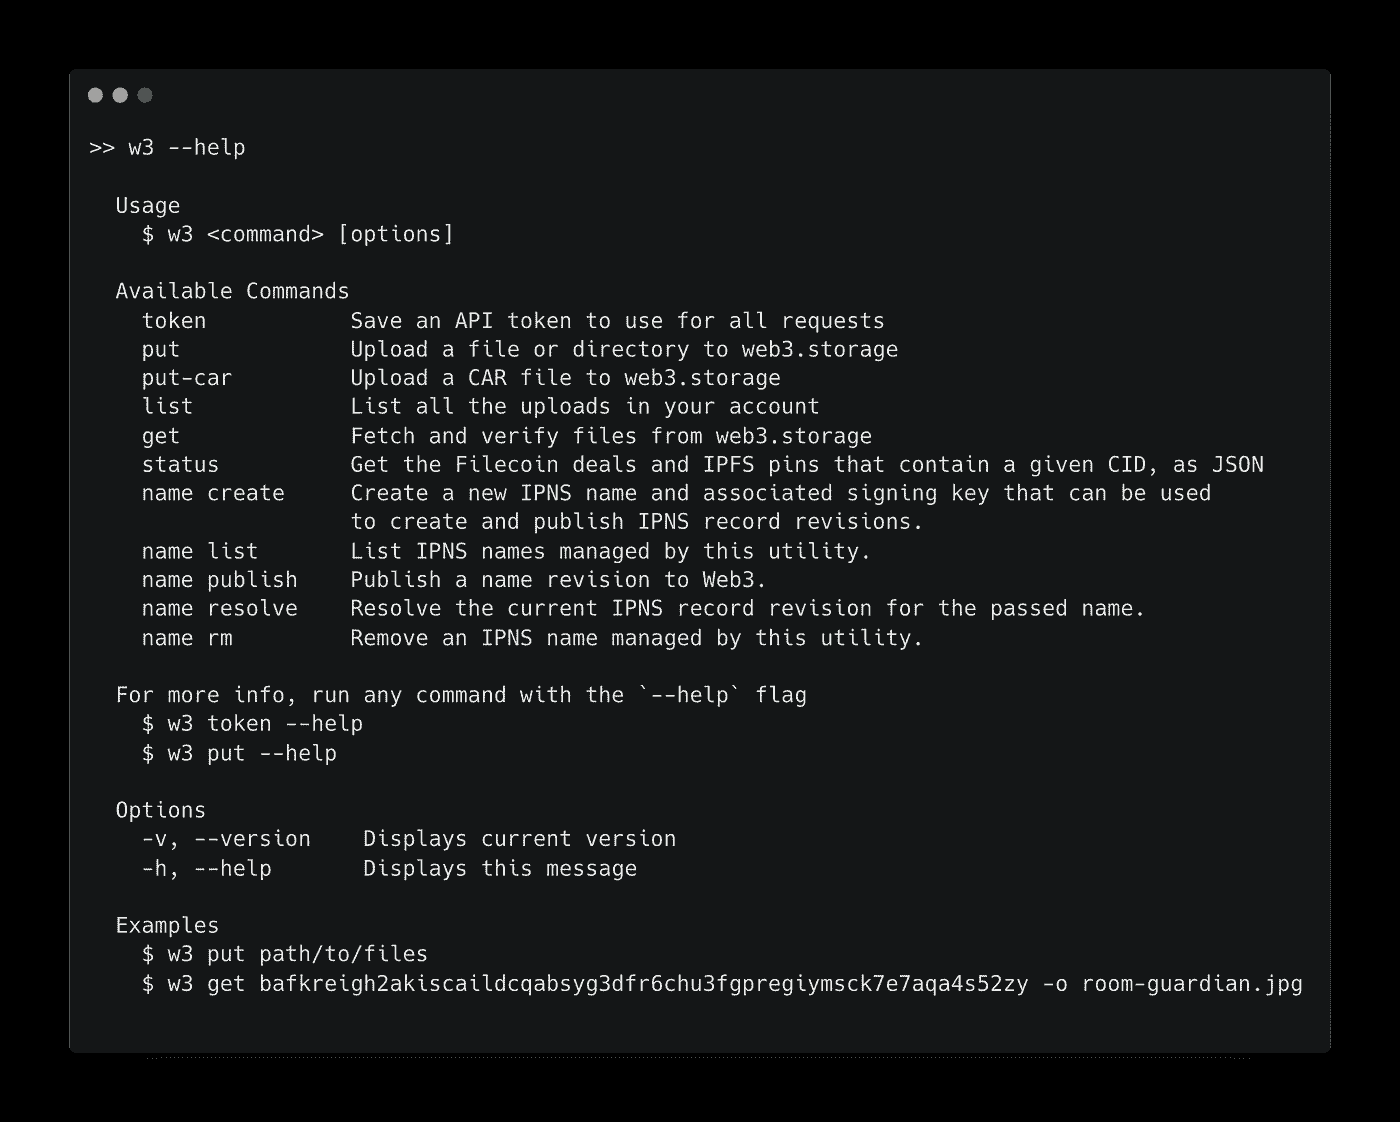 >> w3 --help
Usage
$ w3 <command> [options]
Available Commands
token Save an API token to use for all requests
put Upload a file or directory to web3.storage
put-car Upload a CAR file to web3.storage
list List all the uploads in your account
get Fetch and verify files from web3.storage
status Get the Filecoin deals and IPFS pins that contain a given CID, as JSON
name create Create a new IPNS name and associated signing key that can be used
to create and publish IPNS record revisions.
name list List IPNS names managed by this utility.
name publish Publish a name revision to Web3.
name resolve Resolve the current IPNS record revision for the passed name.
name rm Remove an IPNS name managed by this utility.
For more info, run any command with the `--help` flag
$ w3 token --help
$ w3 put --help
Options
-v, --version Displays current version
-h, --help Displays this message
Examples
$ w3 put path/to/files
$ w3 get bafkreigh2akiscaildcqabsyg3dfr6chu3fgpregiymsck7e7aqa4s52zy -o room-guardian.jpg